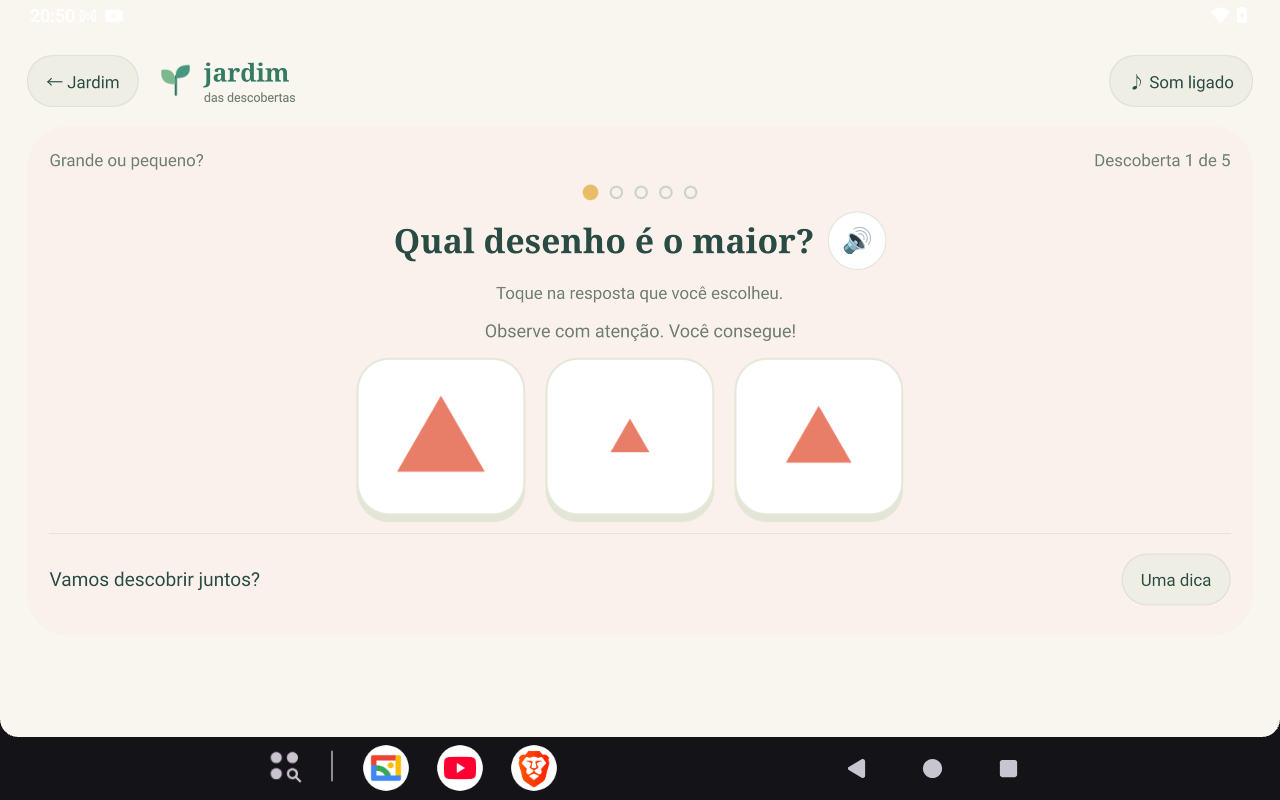 20:50
← Jardim
jardim
das descobertas
♪ Som ligado
Grande ou pequeno?
Descoberta 1 de 5
Qual desenho é o maior?
Toque na resposta que você escolheu.
Observe com atenção. Você consegue!
Vamos descobrir juntos?
Uma dica